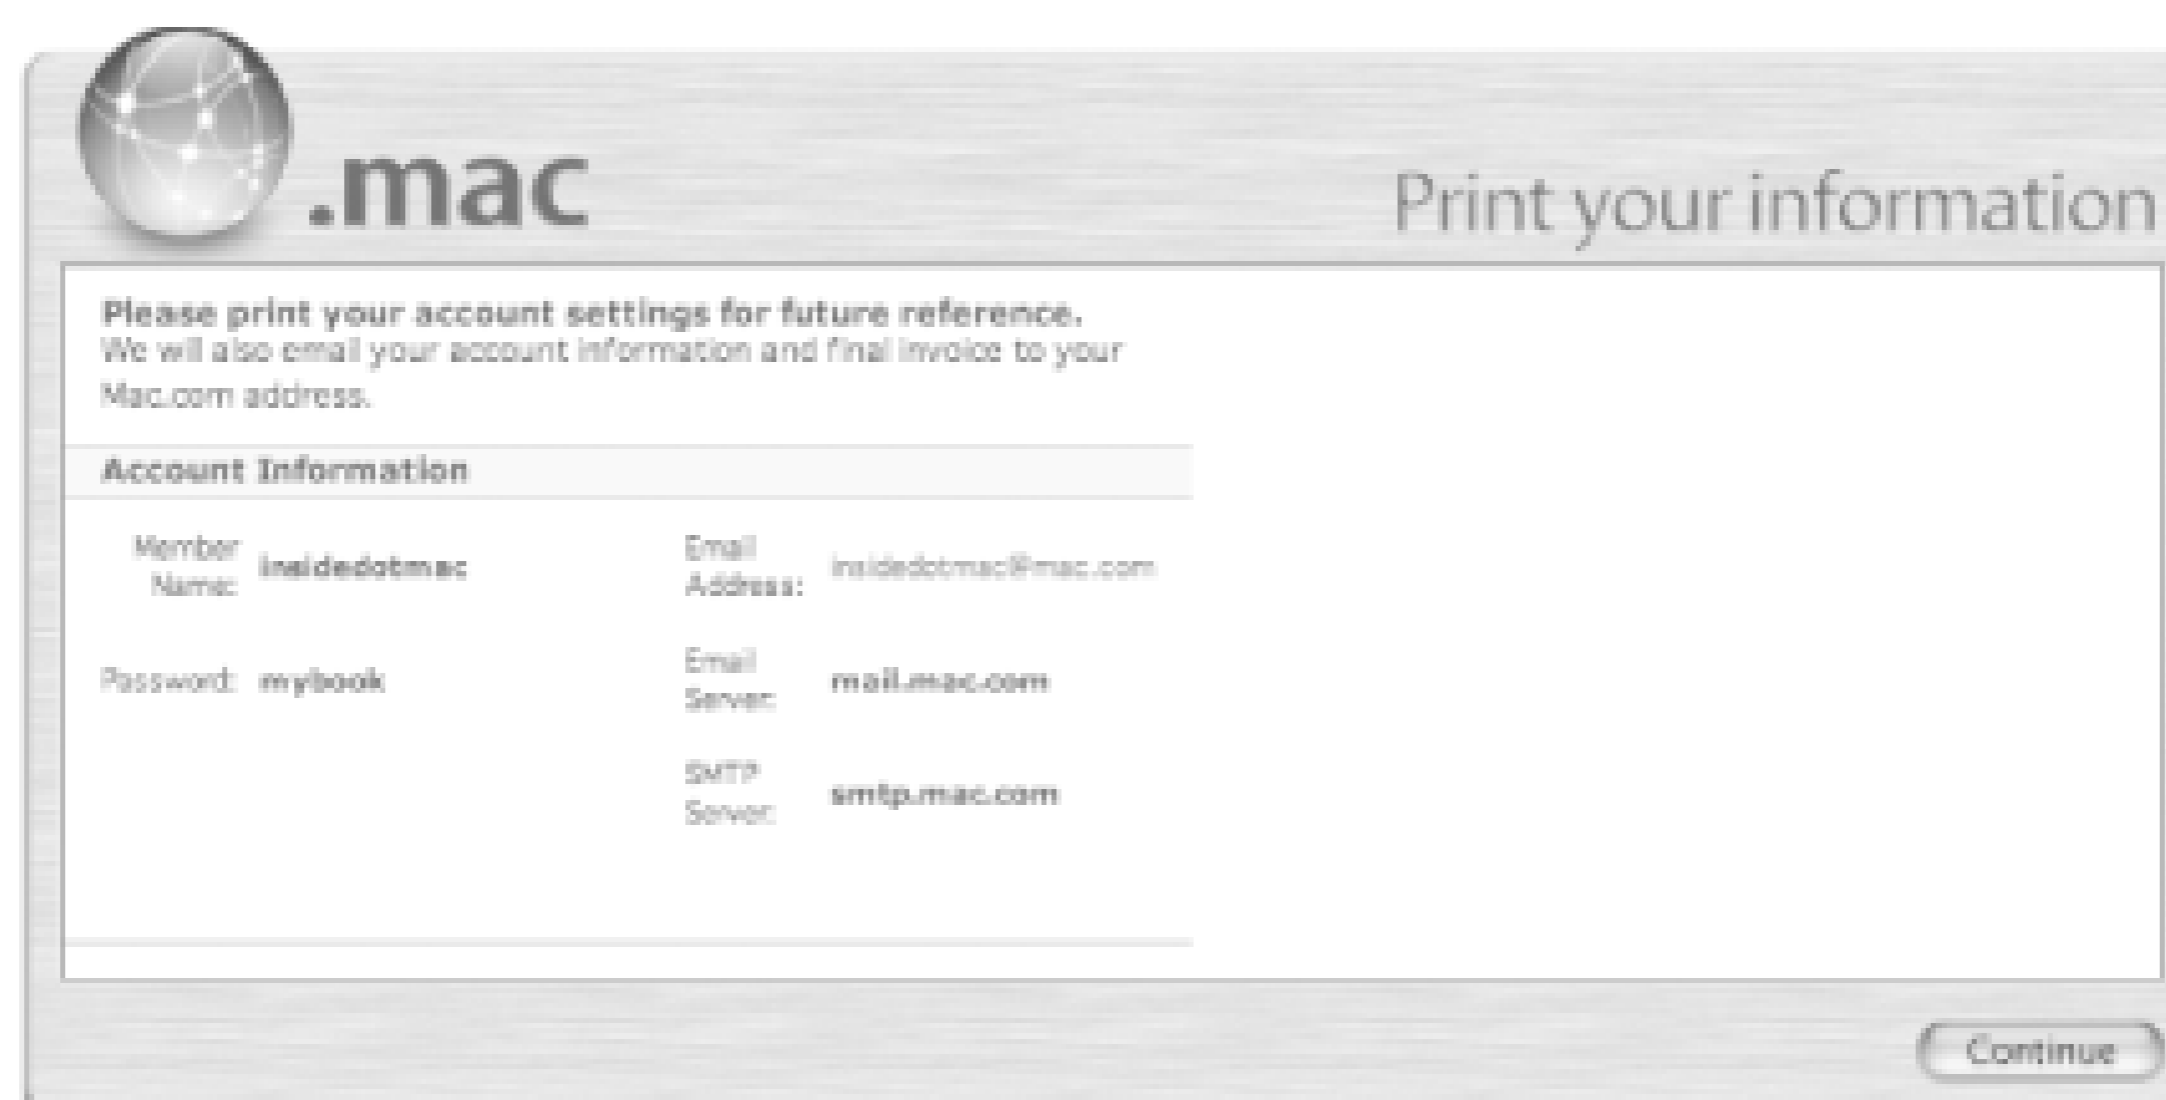 .mac
Print your information
Please print your account settings for future reference.
We will also email your account information and final invoice to your
Mac.com address.
Account Information
Member
Name:
insidedotmac
Email
Address:
insidedotmac@mac.com
Password:
mybook
Email
Server:
mail.mac.com
SMTP
Server:
smtp.mac.com
Continue